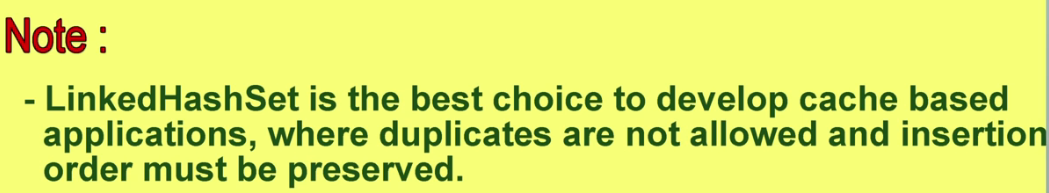 Note :
- LinkedHashSet is the best choice to develop cache based
applications, where duplicates are not allowed and insertion
order must be preserved.